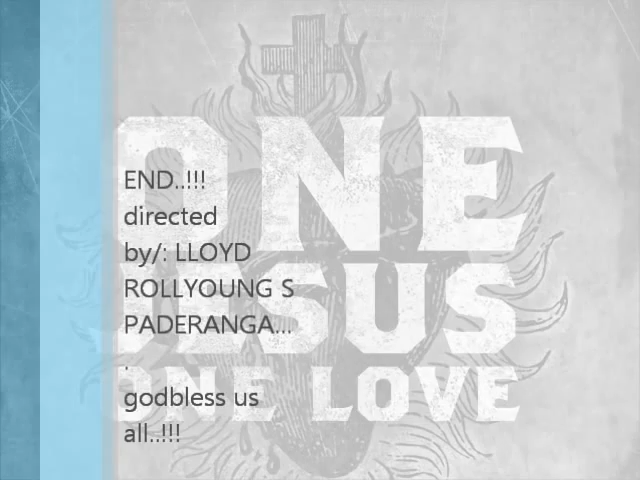 ONE
JESUS
ONE LOVE
END..!!!
directed
by/: LLOYD
ROLLYOUNG S
PADERANGA...
.
godbless us
all..!!!